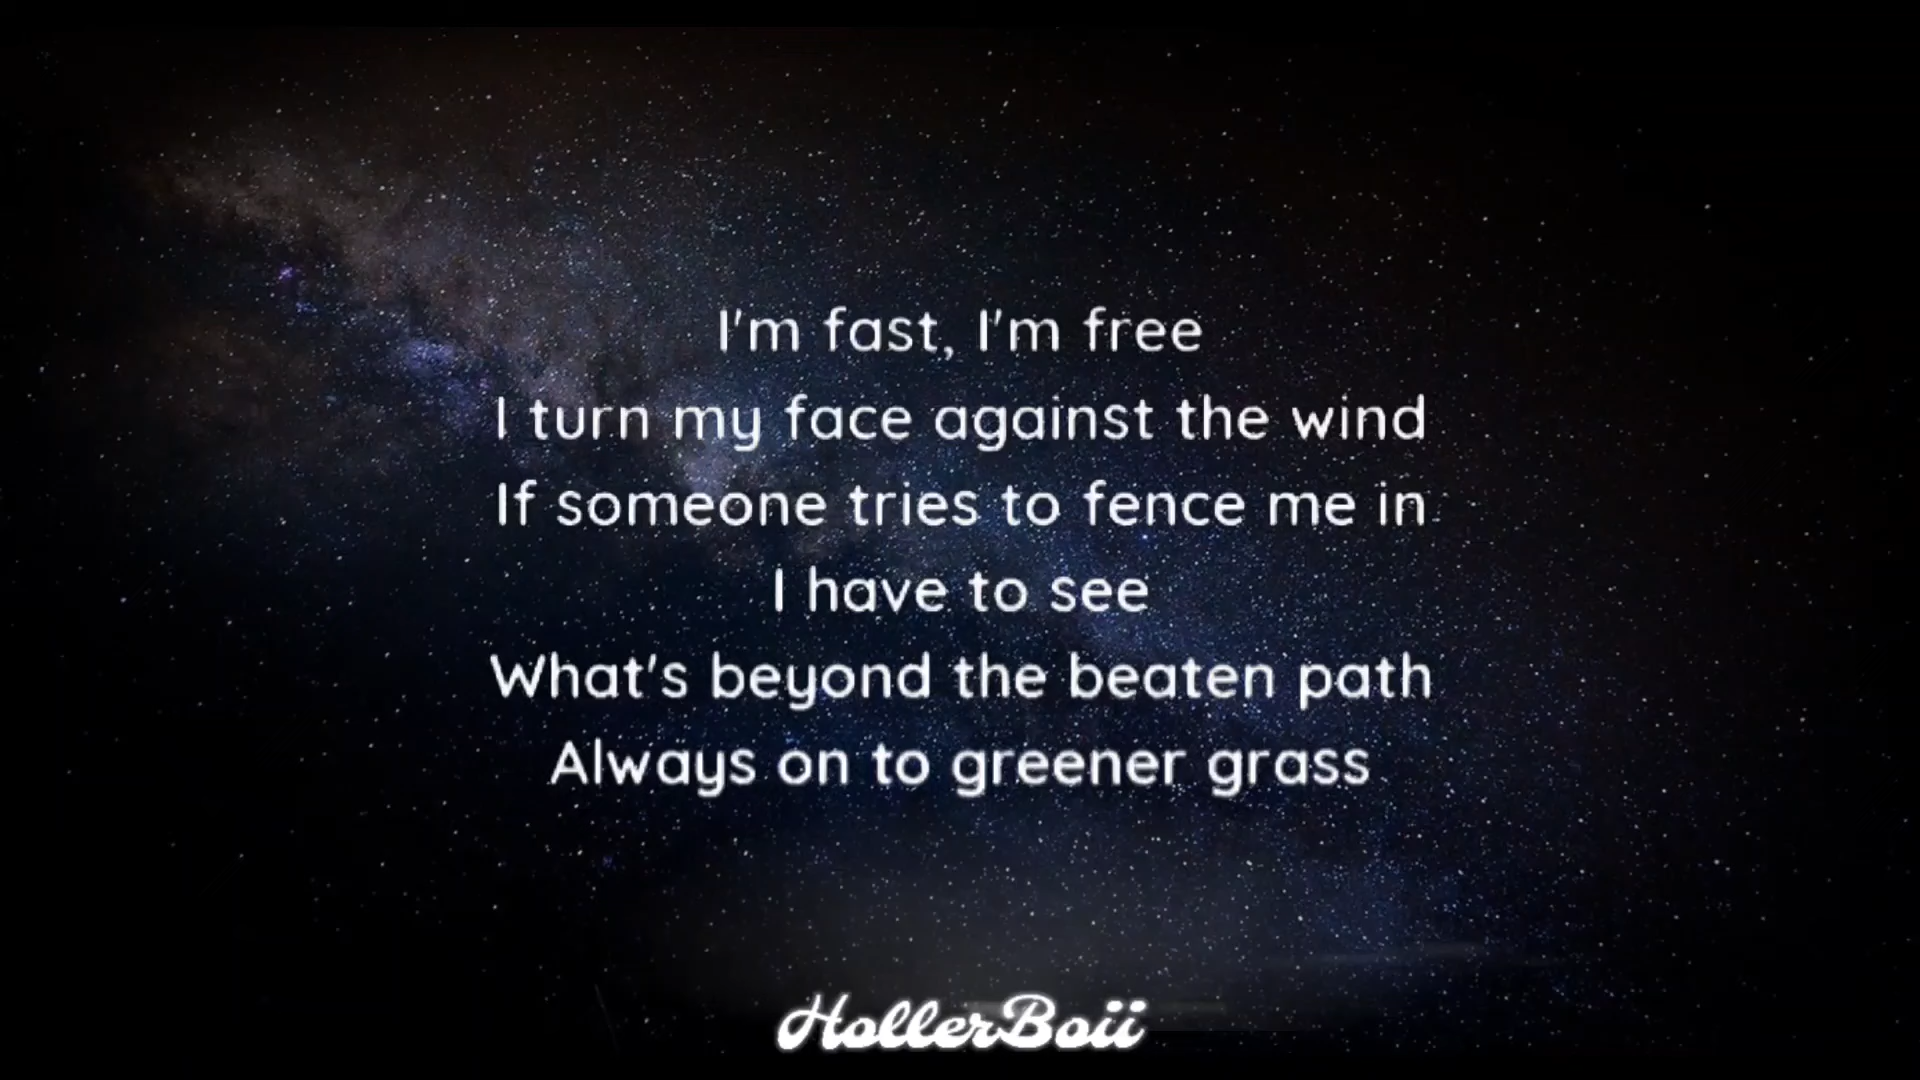 I'm fast, I'm free
I turn my face against the wind
If someone tries to fence me in
I have to see
What's beyond the beaten path
Always on to greener grass
HollerBoii